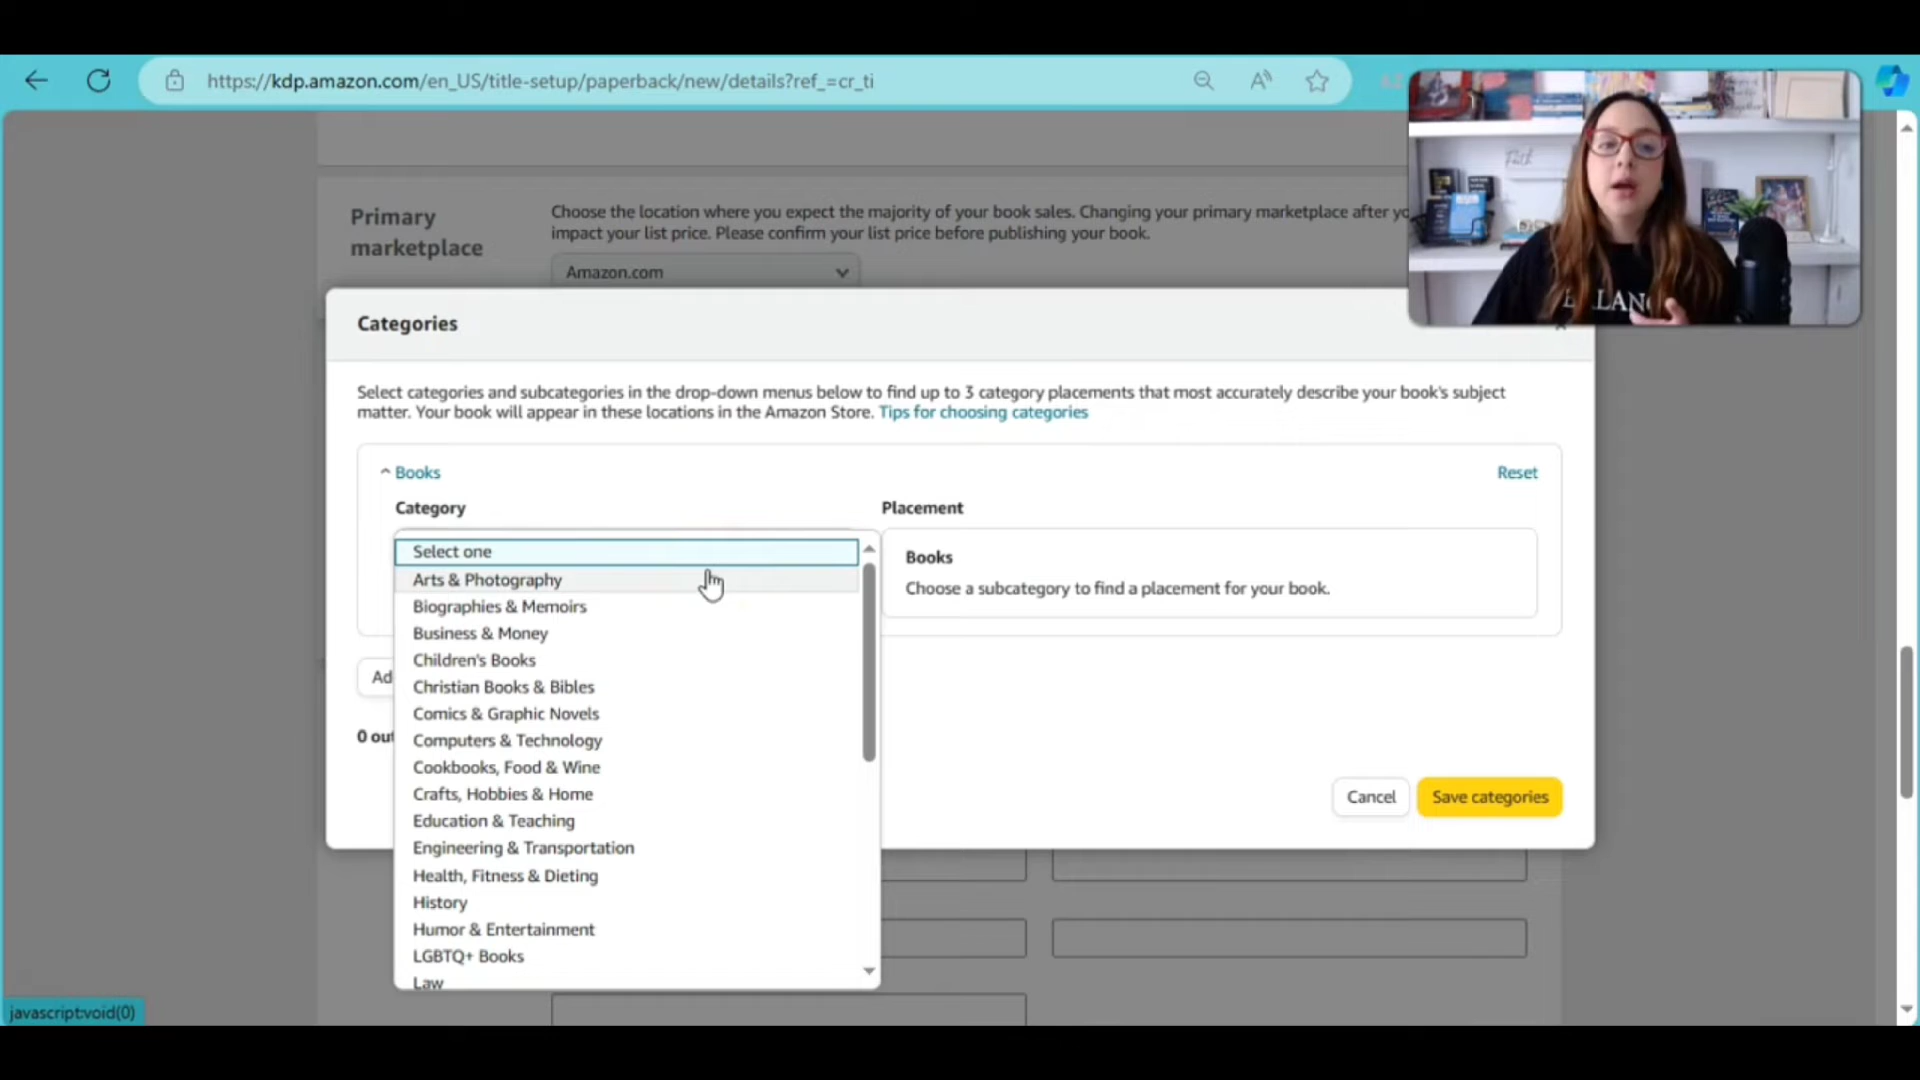 https://kdp.amazon.com/en_US/title-setup/paperback/new/details?ref_=cr_ti
Primary
marketplace
Choose the location where you expect the majority of your book sales. Changing your primary marketplace after
impact your list price. Please confirm your list price before publishing your book.
Amazon.com
Faith
Categories
Select categories and subcategories in the drop-down menus below to find up to 3 category placements that most accurately describe your book's subject
matter. Your book will appear in these locations in the Amazon Store. Tips for choosing categories
Books
Reset
Category
Placement
Select one
Arts & Photography
Biographies & Memoirs
Business & Money
Children's Books
Christian Books & Bibles
Comics & Graphic Novels
Computers & Technology
Cookbooks, Food & Wine
Crafts, Hobbies & Home
Education & Teaching
Engineering & Transportation
Health, Fitness & Dieting
History
Humor & Entertainment
LGBTQ+ Books
Law
Books
Choose a subcategory to find a placement for your book.
Ad
0 out
Cancel
Save categories
javascript:void(0)